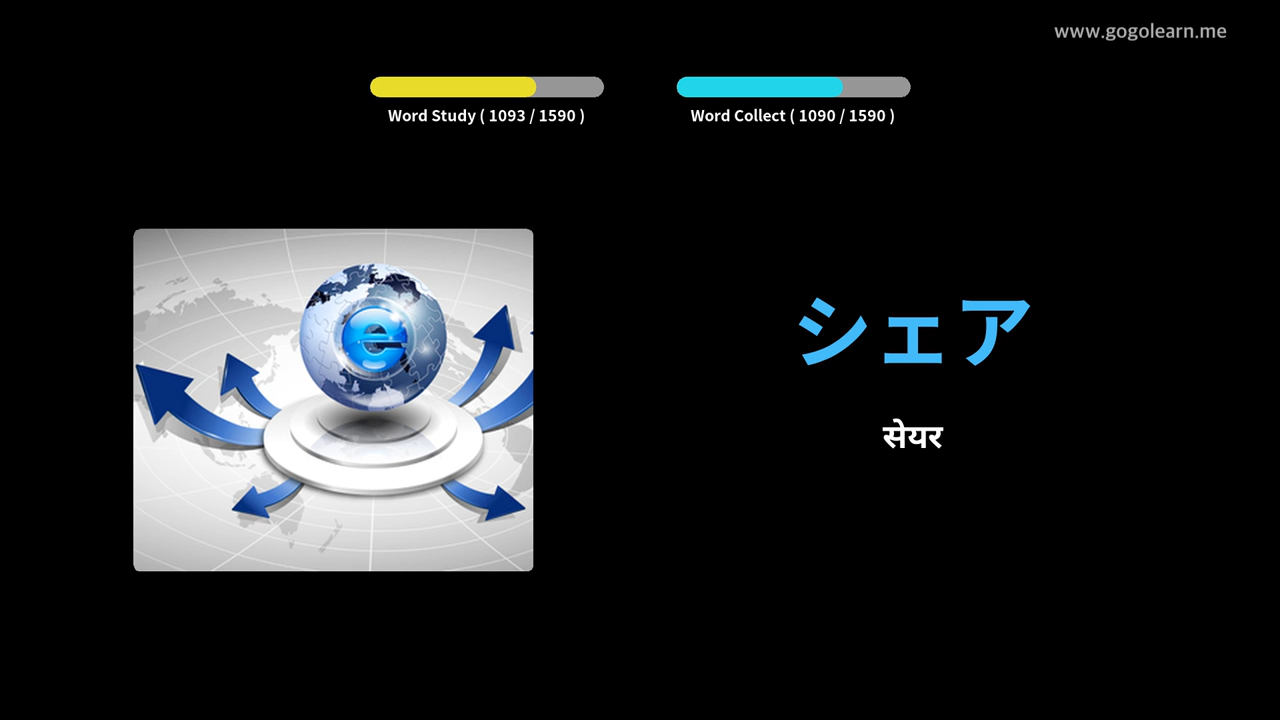 www.gogolearn.me
Word Study ( 1093 / 1590 )
Word Collect ( 1090 / 1590 )
e
シェア
सेयर